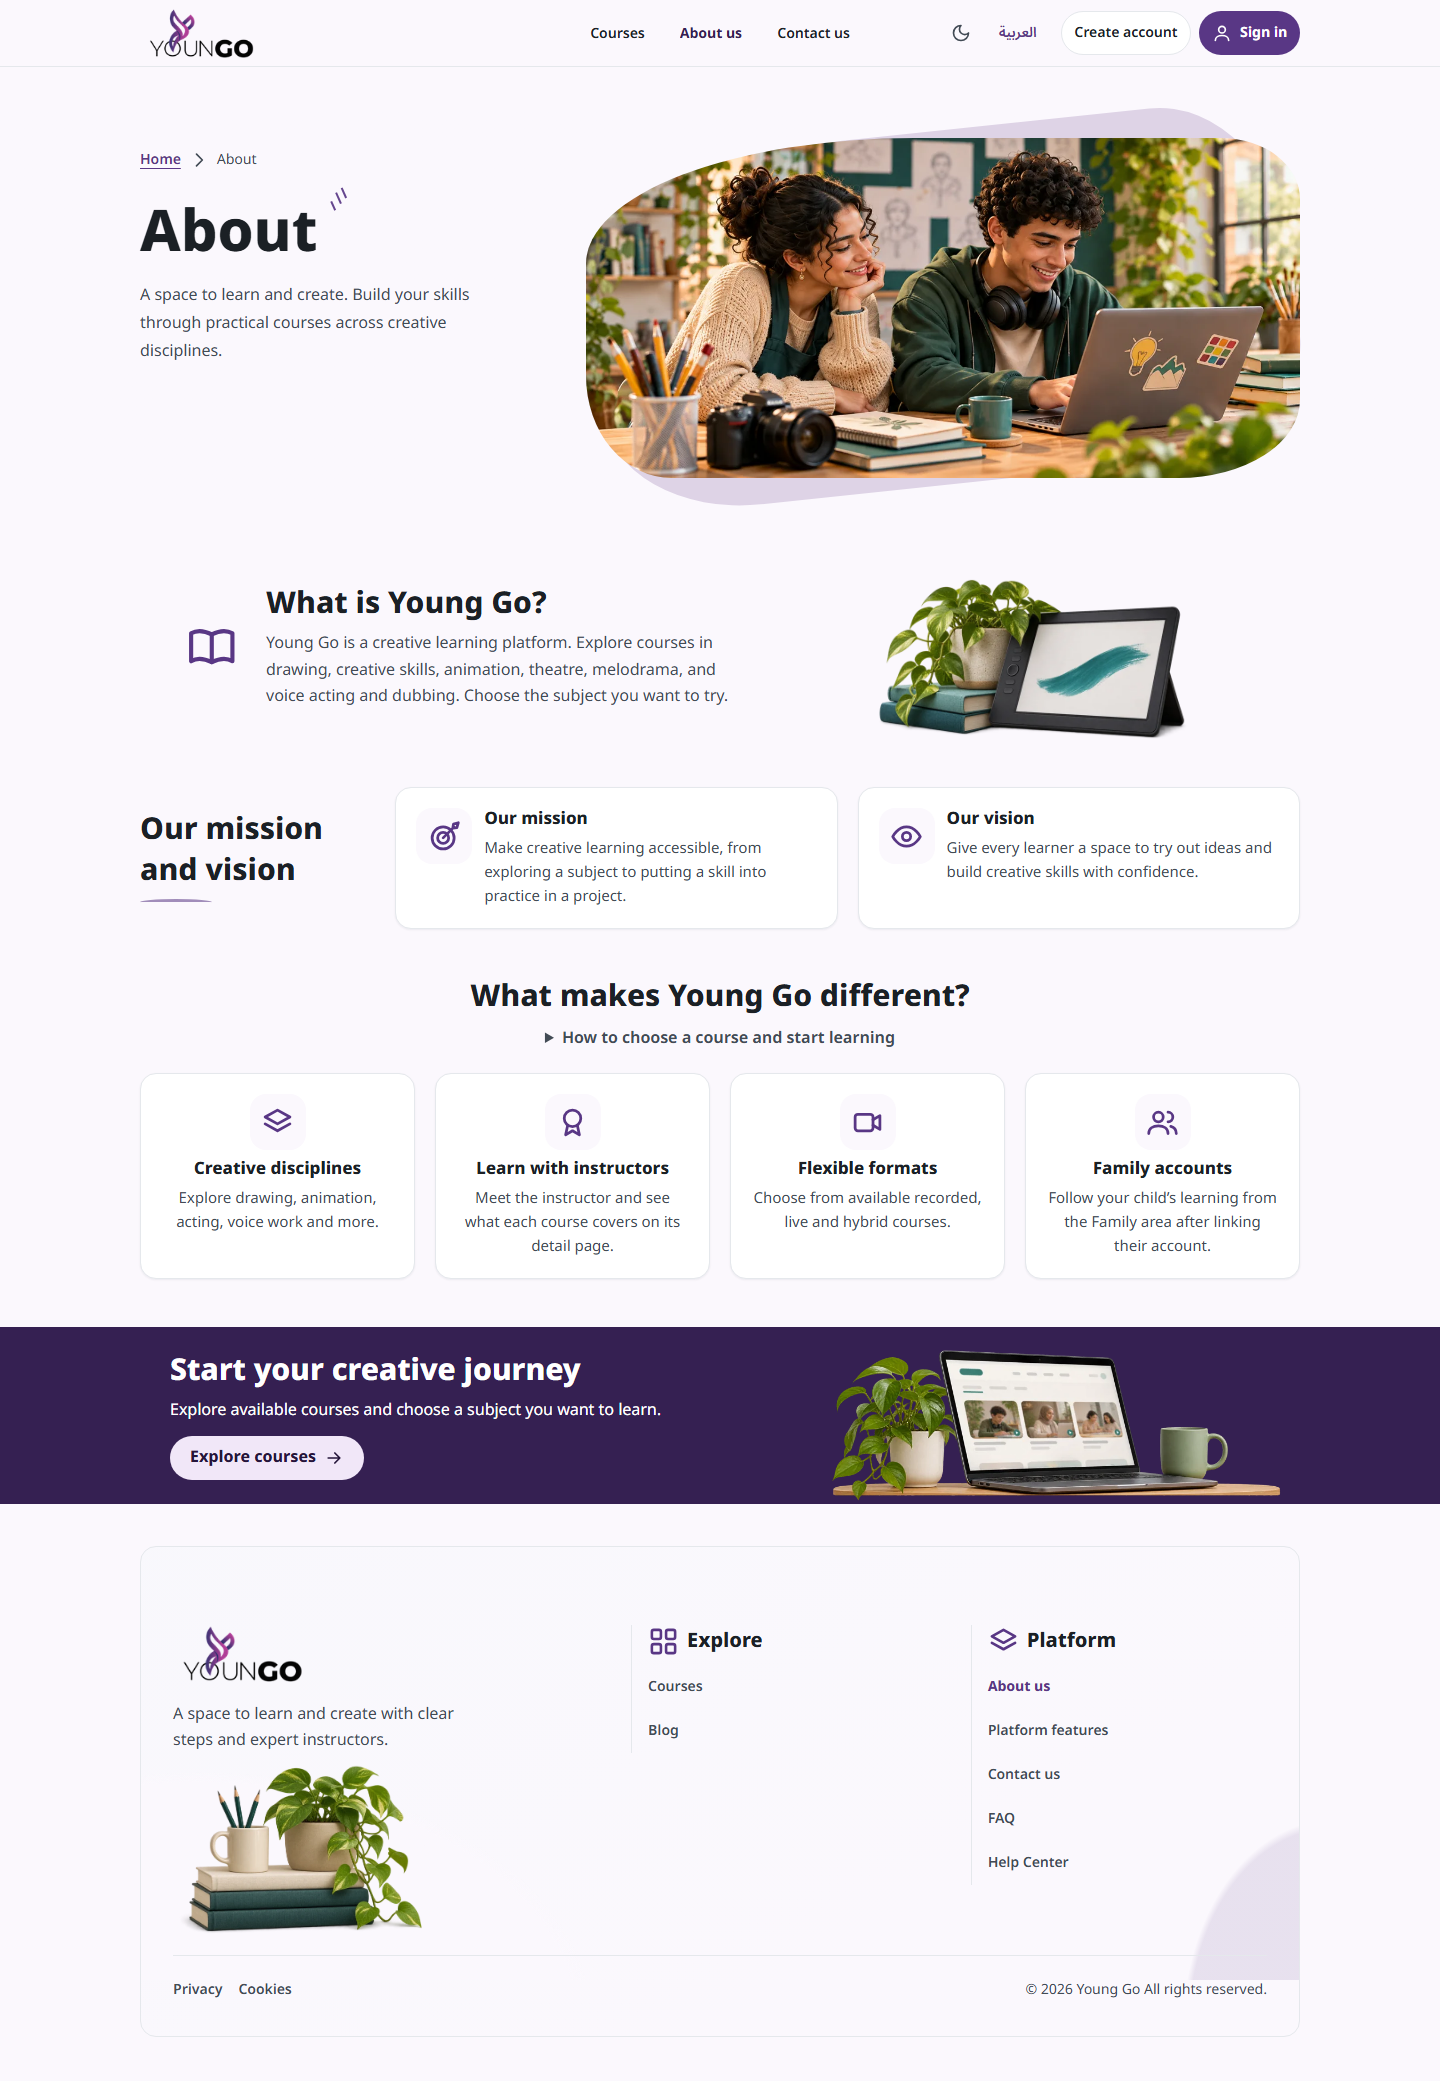 YOUNGO
Courses
About us
Contact us
العربية
Create account
Sign in
Home
About
About
A space to learn and create. Build your skills
through practical courses across creative
disciplines.
What is Young Go?
Young Go is a creative learning platform. Explore courses in
drawing, creative skills, animation, theatre, melodrama, and
voice acting and dubbing. Choose the subject you want to try.
Our mission
and vision
Our mission
Make creative learning accessible, from
exploring a subject to putting a skill into
practice in a project.
Our vision
Give every learner a space to try out ideas and
build creative skills with confidence.
What makes Young Go different?
How to choose a course and start learning
Creative disciplines
Explore drawing, animation,
acting, voice work and more.
Learn with instructors
Meet the instructor and see
what each course covers on its
detail page.
Flexible formats
Choose from available recorded,
live and hybrid courses.
Family accounts
Follow your child’s learning from
the Family area after linking
their account.
Start your creative journey
Explore available courses and choose a subject you want to learn.
Explore courses
YOUNGO
A space to learn and create with clear
steps and expert instructors.
Explore
Courses
Blog
Platform
About us
Platform features
Contact us
FAQ
Help Center
Privacy
Cookies
© 2026 Young Go All rights reserved.